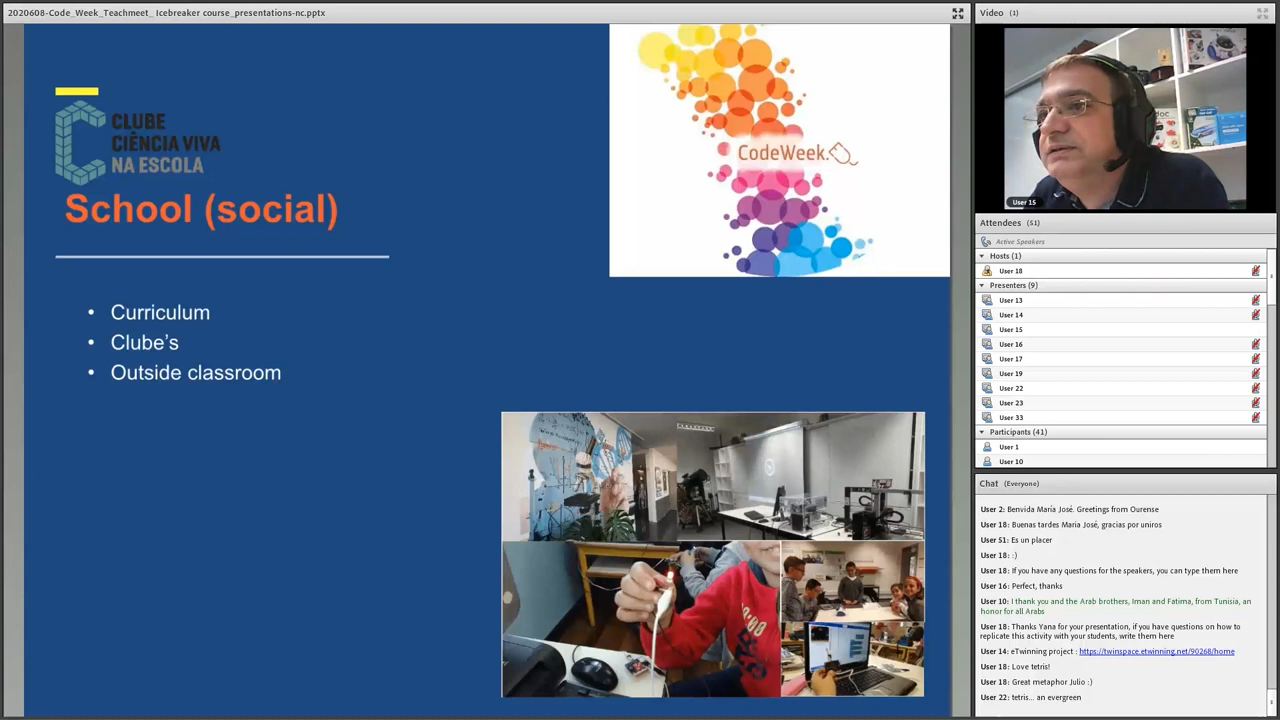 2020608-Code_Week_Teachmeet_ Icebreaker course_presentations-nc.pptx
CLUBE
CIÊNCIA VIVA
NA ESCOLA
School (social)
CodeWeek.
• Curriculum
• Clube's
• Outside classroom
Video (1)
User 15
Attendees (51)
Active Speakers
Hosts (1)
User 18
Presenters (9)
User 13
User 14
User 15
User 16
User 17
User 19
User 22
User 23
User 33
Participants (41)
User 1
User 10
Chat (Everyone)
User 2: Benvida María José. Greetings from Ourense
User 18: Buenas tardes Maria José, gracias por uniros
User 51: Es un placer
User 18: :)
User 18: If you have any questions for the speakers, you can type them here
User 16: Perfect, thanks
User 10: I thank you and the Arab brothers, Iman and Fatima, from Tunisia, an
honor for all Arabs
User 18: Thanks Yana for your presentation, if you have questions on how to
replicate this activity with your students, write them here
User 14: eTwinning project : https://twinspace.etwinning.net/90268/home
User 18: Love tetris!
User 18: Great metaphor Julio :)
User 22: tetris... an evergreen